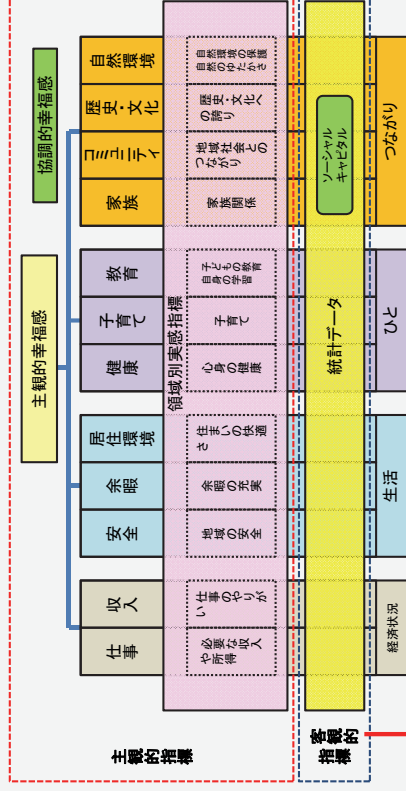 主観的幸福感
協調的幸福感
仕事
収入
安全
余暇
居住環境
健康
子育て
教育
家族
コミュニティ
歴史・文化
自然環境
主観的指標
領域別実感指標
必要な収入
や所得
仕事のやりが
い
地域の安全
余暇の充実
住まいの快適
さ
心身の健康
子育て
子どもの教育
自身の学習
家族関係
地域社会との
つながり
歴史・文化へ
の誇り
自然環境の保護
自然のゆたかさ
客観的
指標
統計データ
ソーシャル
キャピタル
経済状況
生活
ひと
つながり